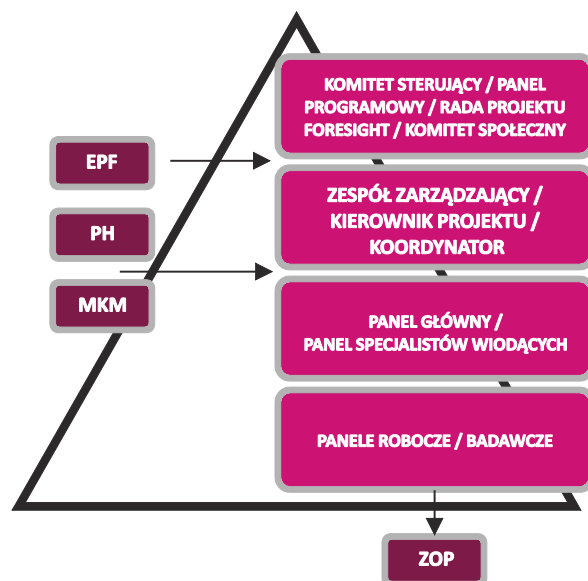 KOMITET STERUJĄCY / PANEL
PROGRAMOWY / RADA PROJEKTU
FORESIGHT / KOMITET SPOŁECZNY
EPF
ZESPÓŁ ZARZĄDZAJĄCY /
KIEROWNIK PROJEKTU /
KOORDYNATOR
PH
MKM
PANEL GŁÓWNY /
PANEL SPECJALISTÓW WIODĄCYCH
PANELE ROBOCZE / BADAWCZE
ZOP